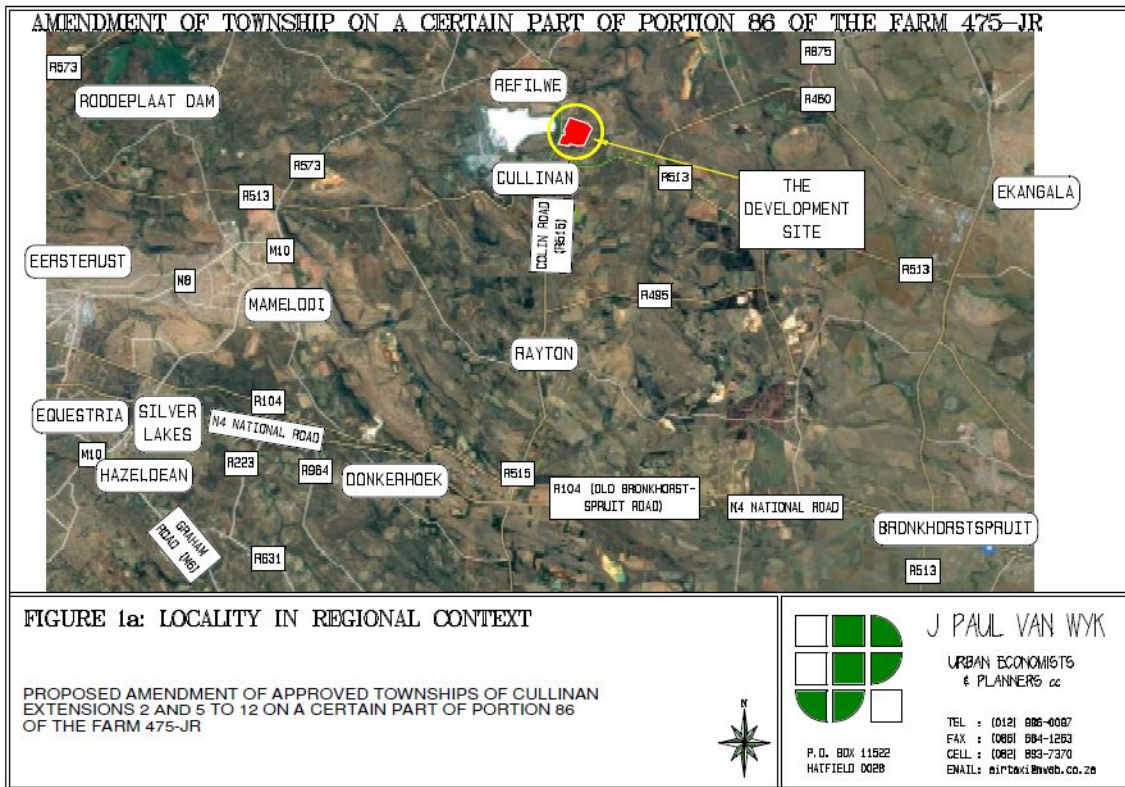 AMENDMENT OF TOWNSHIP ON A CERTAIN PART OF PORTION 86 OF THE FARM 475-JR
R573
RODDEPLAAT DAM
REFILWE
R875
R460
R573
R513
CULLINAN
R513
THE
DEVELOPMENT
SITE
EKANGALA
COLIN ROAD
(R515)
M10
EERSTERUST
N8
MAMELODI
R495
R513
RAYTON
EQUESTRIA
SILVER
LAKES
R104
N4 NATIONAL ROAD
M10
HAZELDEAN
R223
R964
DONKERHOEK
R515
R104 (OLD BRONKHORST-
SPRUIT ROAD)
N4 NATIONAL ROAD
BRONKHORSTSPRUIT
GRAHAM
ROAD (M6)
R631
R513
FIGURE 1a: LOCALITY IN REGIONAL CONTEXT
PROPOSED AMENDMENT OF APPROVED TOWNSHIPS OF CULLINAN
EXTENSIONS 2 AND 5 TO 12 ON A CERTAIN PART OF PORTION 86
OF THE FARM 475-JR
N
J PAUL VAN WYK
URBAN ECONOMISTS
& PLANNERS cc
P.O. BOX 11522
HATFIELD 0028
TEL : (012) 996-0097
FAX : (086) 684-1263
CELL : (082) 893-7370
EMAIL: airtaxi@mweb.co.za